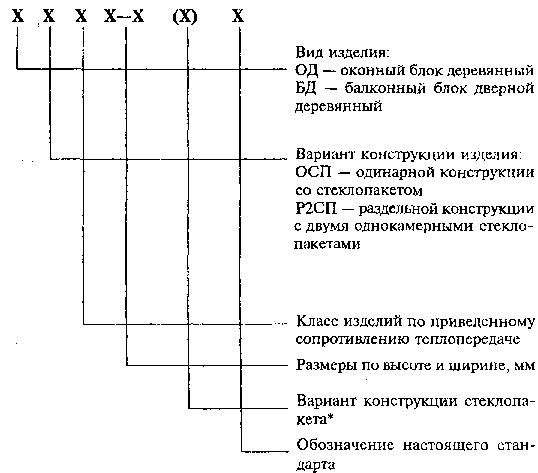 X X X X—X (X) X
Вид изделия:
ОД — оконный блок деревянный
БД — балконный блок дверной
деревянный
Вариант конструкции изделия:
ОСП — одинарной конструкции
со стеклопакетом
Р2СП — раздельной конструкции
с двумя однокамерными стекло-
пакетами
Класс изделий по приведенному
сопротивлению теплопередаче
Размеры по высоте и ширине, мм
Вариант конструкции стеклопа-
кета*
Обозначение настоящего стан-
дарта